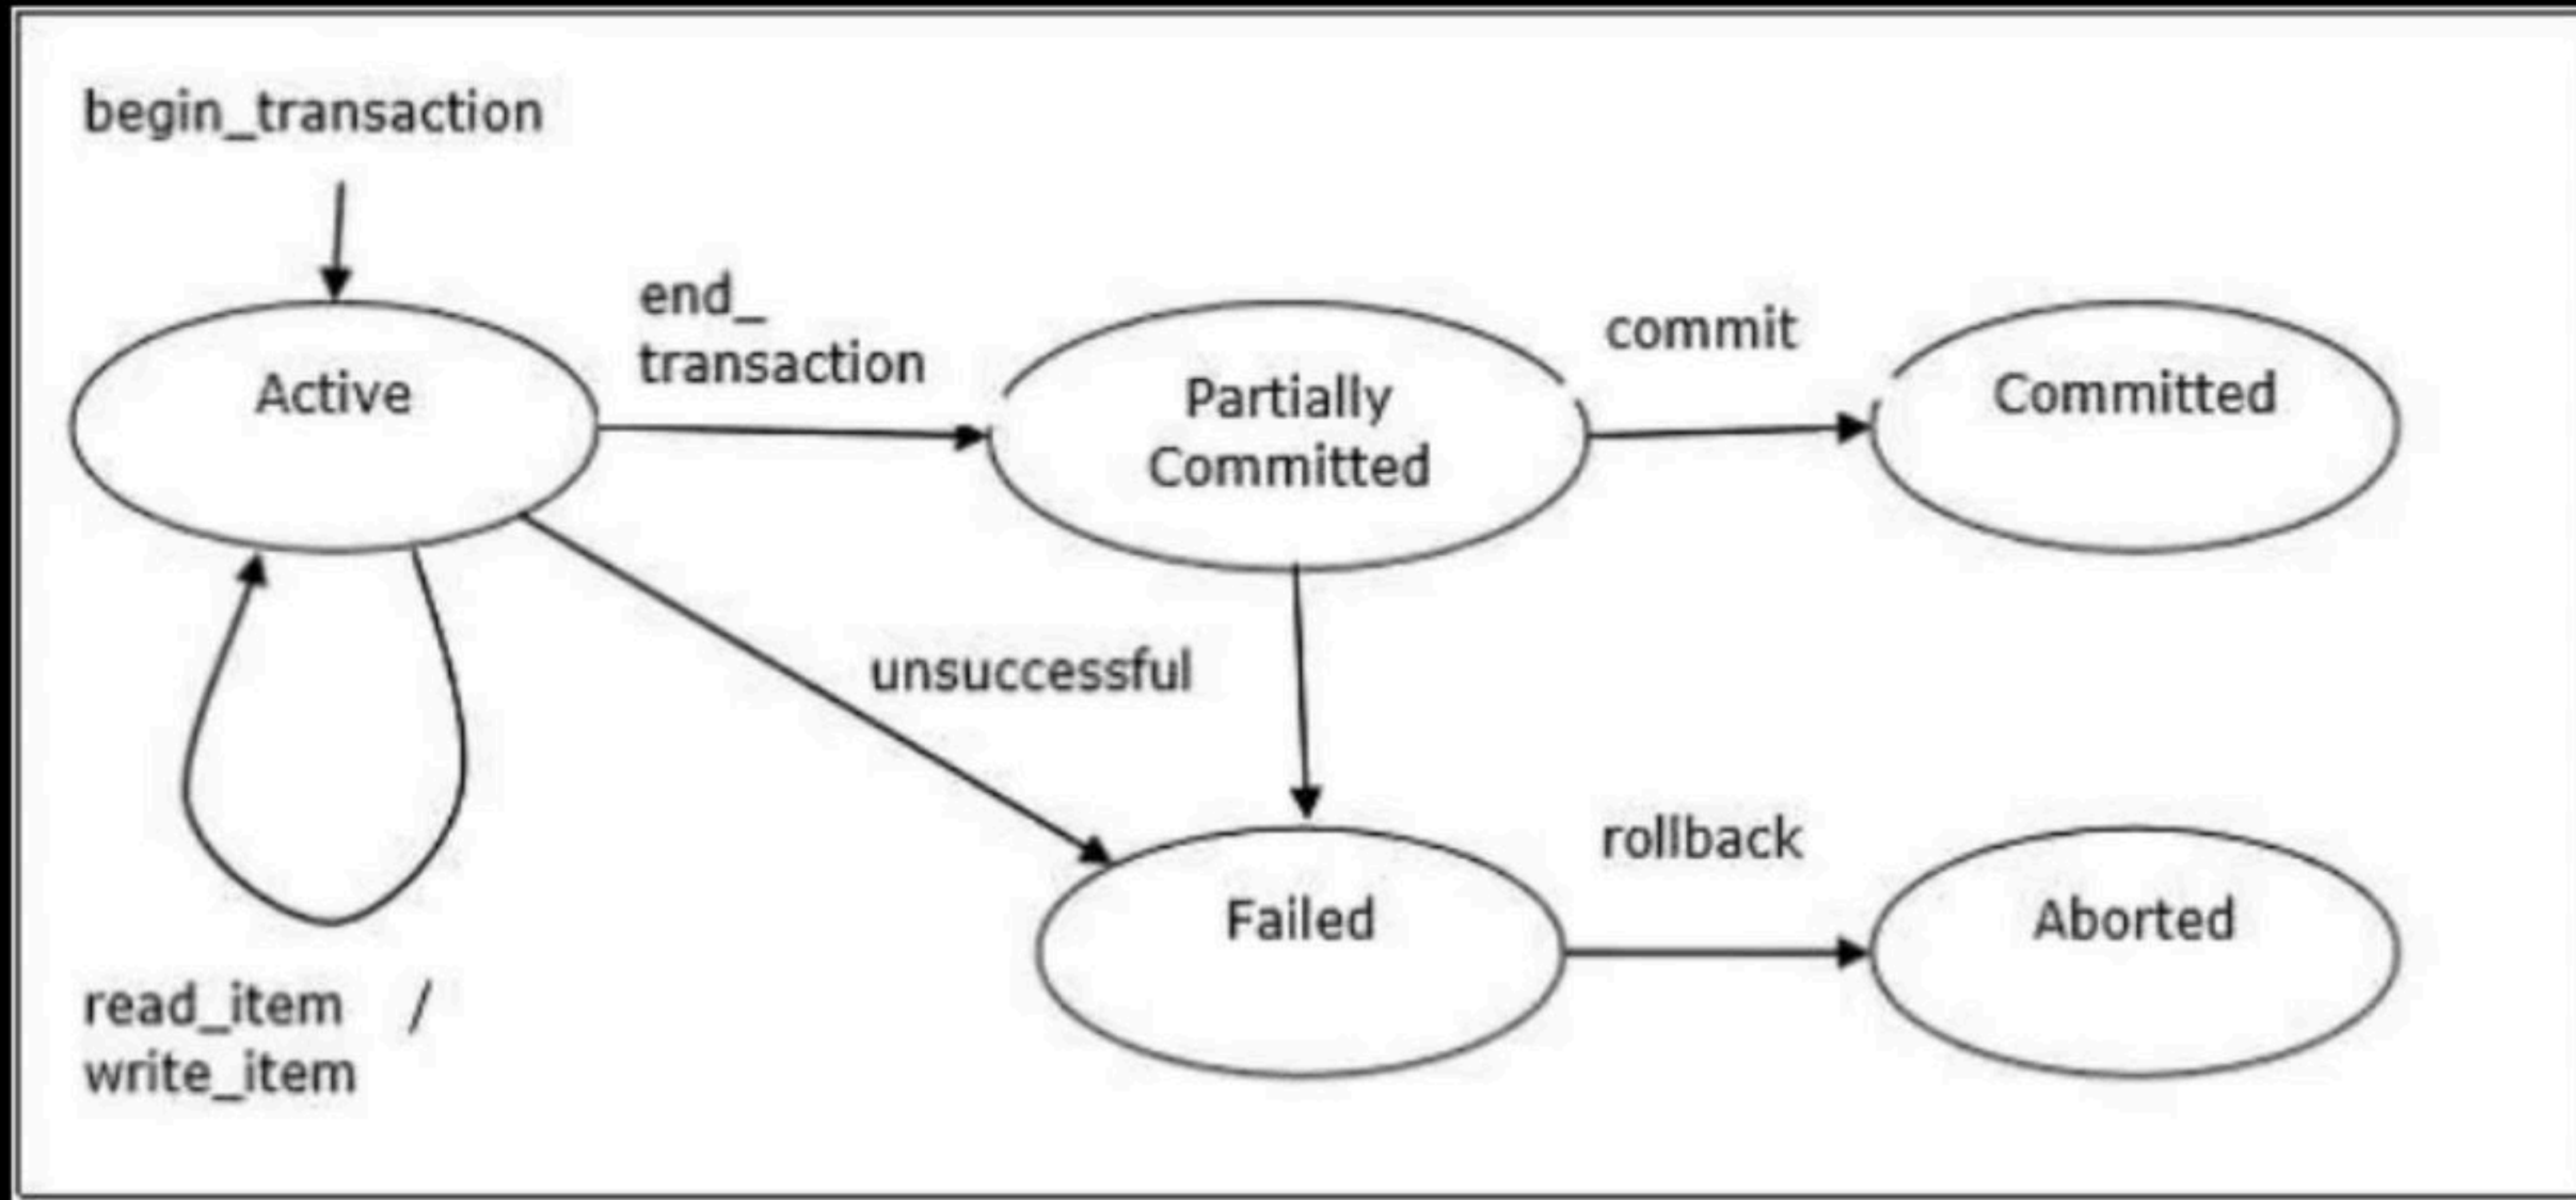 begin_transaction
end_
transaction
commit
Active
Partially
Committed
Committed
unsuccessful
rollback
Failed
Aborted
read_item /
write_item